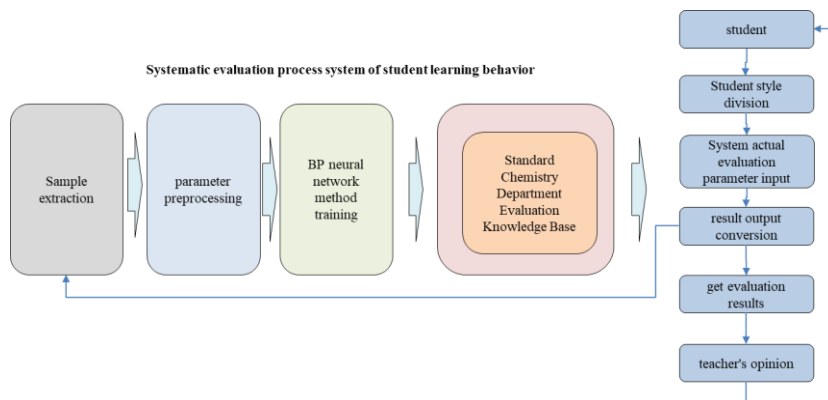 Systematic evaluation process system of student learning behavior
Sample
extraction
parameter
preprocessing
BP neural
network
method
training
Standard
Chemistry
Department
Evaluation
Knowledge Base
student
Student style
division
System actual
evaluation
parameter input
result output
conversion
get evaluation
results
teacher's opinion